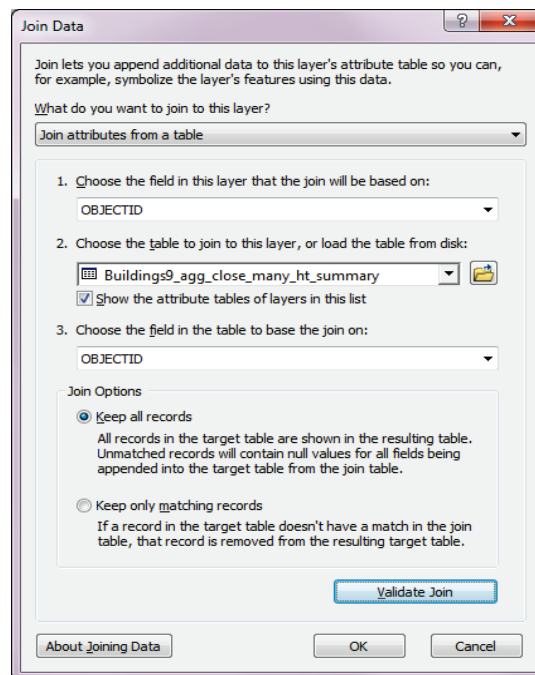 Join Data
Join lets you append additional data to this layer's attribute table so you can,
for example, symbolize the layer's features using this data.
What do you want to join to this layer?
Join attributes from a table
1. Choose the field in this layer that the join will be based on:
OBJECTID
2. Choose the table to join to this layer, or load the table from disk:
Buildings9_agg_close_many_ht_summary
Show the attribute tables of layers in this list
3. Choose the field in the table to base the join on:
OBJECTID
Join Options
Keep all records
All records in the target table are shown in the resulting table.
Unmatched records will contain null values for all fields being
appended into the target table from the join table.
Keep only matching records
If a record in the target table doesn't have a match in the join
table, that record is removed from the resulting target table.
Validate Join
About Joining Data
OK
Cancel